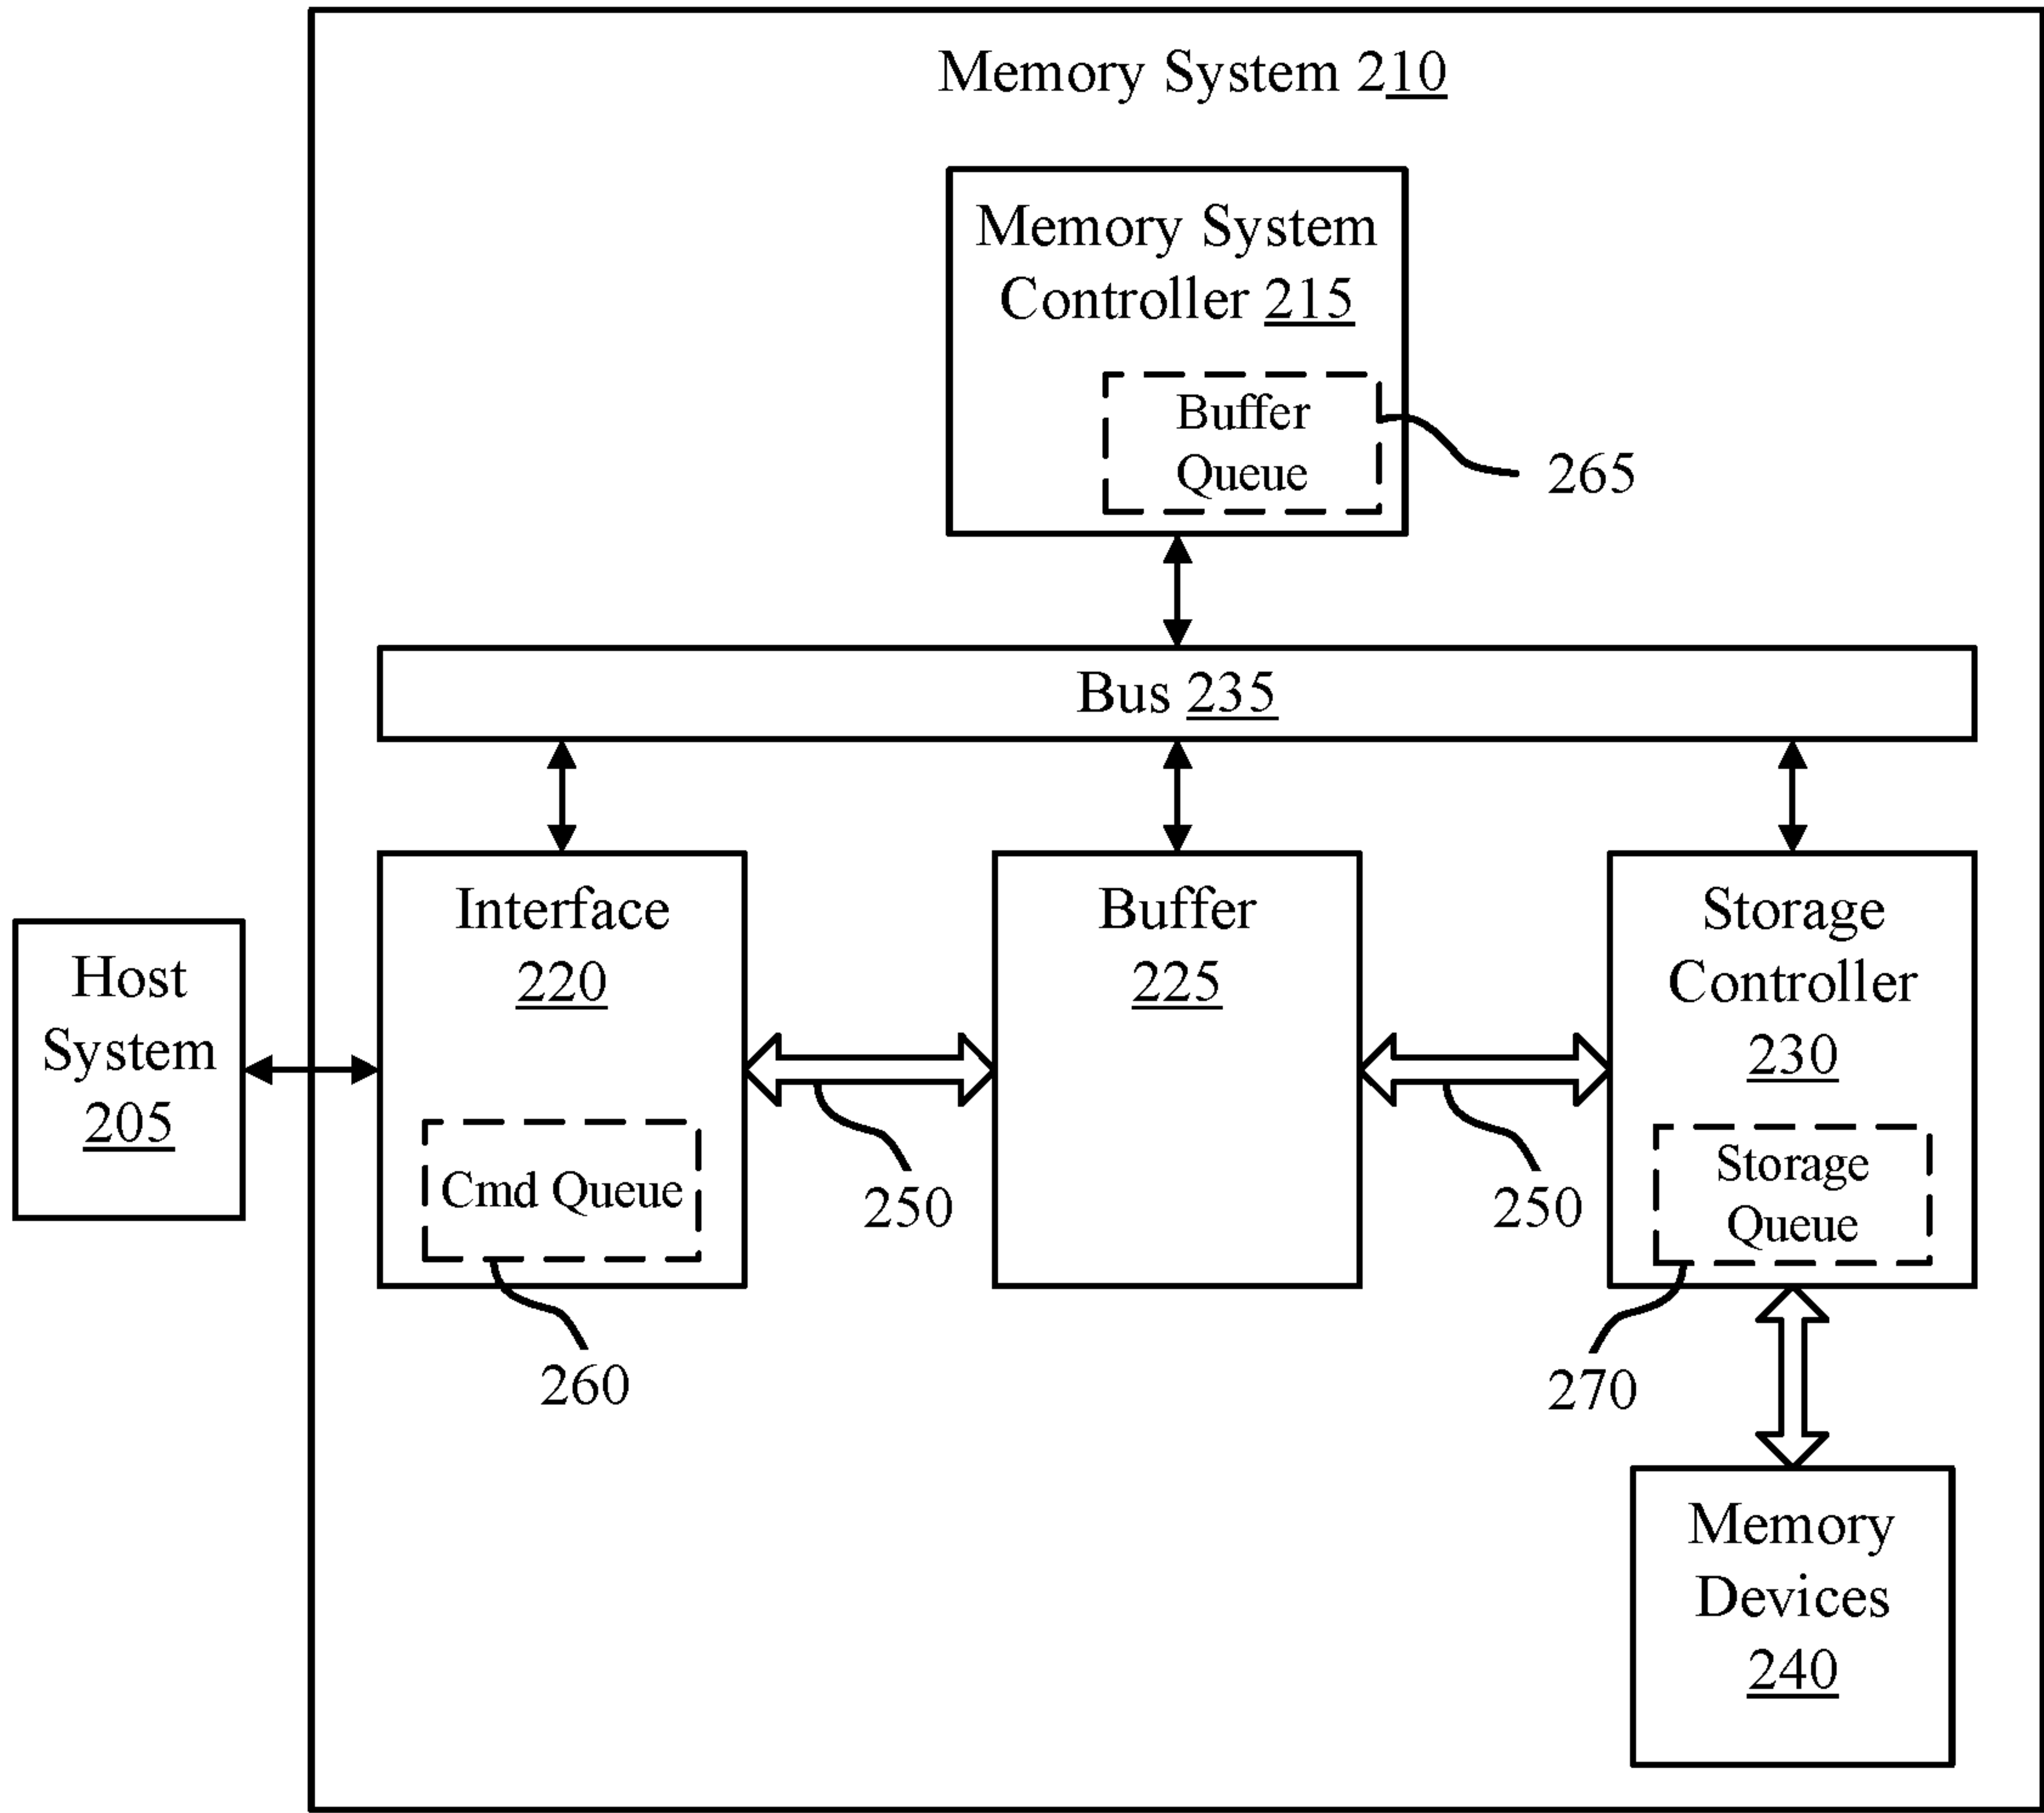 Memory System 210
Memory System
Controller 215
Buffer
Queue
265
Bus 235
Interface
220
Buffer
225
Storage
Controller
230
Host
System
205
Cmd Queue
250
250
Storage
Queue
260
270
Memory
Devices
240